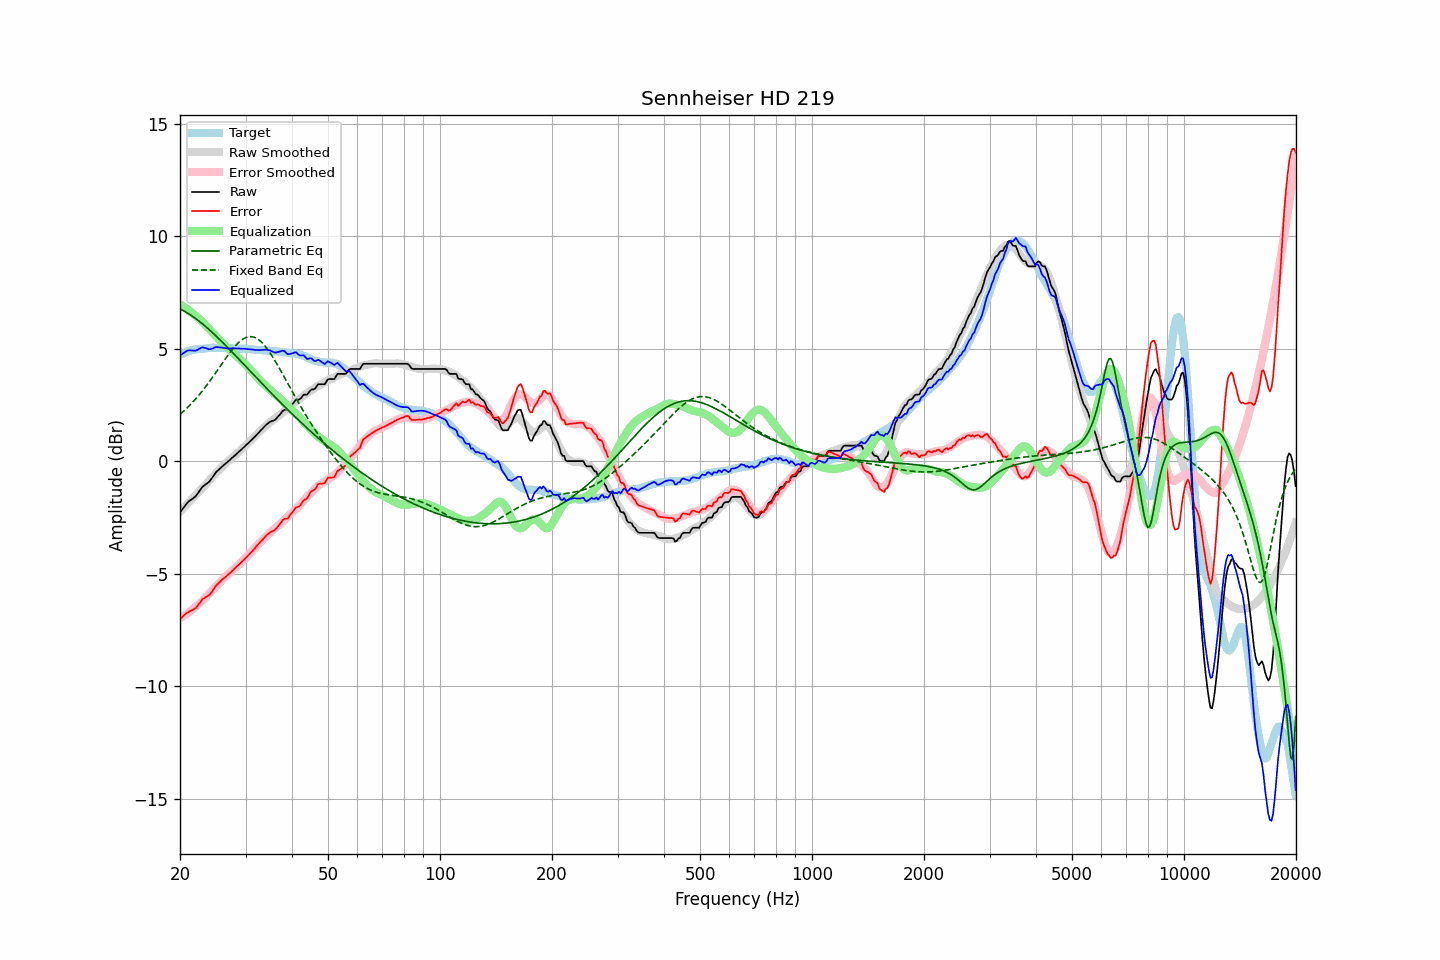 Sennheiser HD 219
Amplitude (dBr)
15
10
5
0
−5
−10
−15
Target
Raw Smoothed
Error Smoothed
Raw
Error
Equalization
Parametric Eq
Fixed Band Eq
Equalized
20 50 100 200 500 1000 2000 5000 10000 20000
Frequency (Hz)